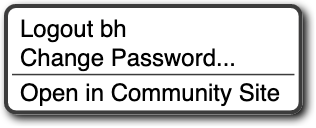 Logout bh
Change Password...
Open in Community Site